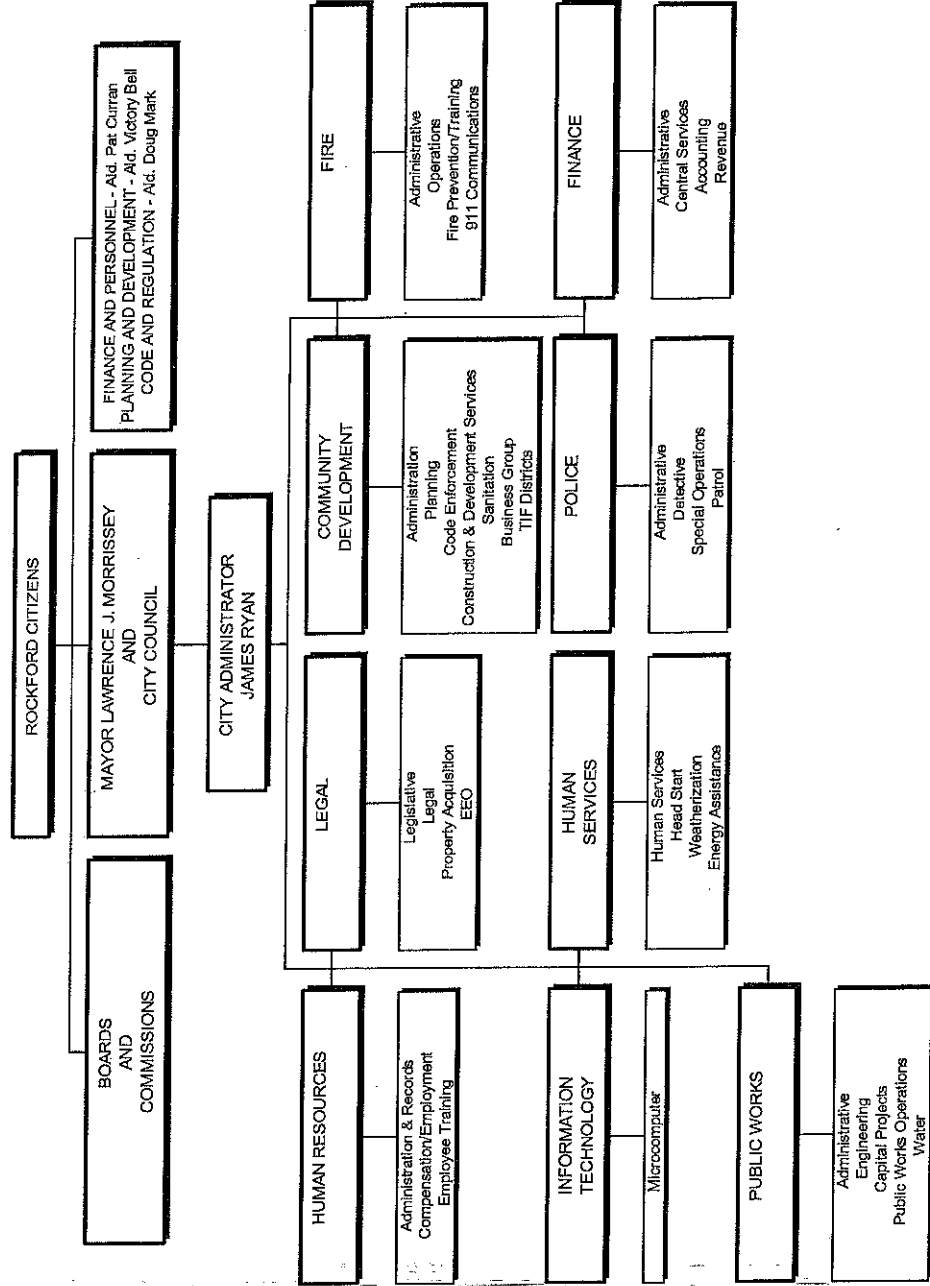 ROCKFORD CITIZENS
BOARDS
AND
COMMISSIONS
MAYOR LAWRENCE J. MORRISSEY
AND
CITY COUNCIL
FINANCE AND PERSONNEL - Ald. Pat Curran
PLANNING AND DEVELOPMENT - Ald. Victory Bell
CODE AND REGULATION - Ald. Doug Mark
CITY ADMINISTRATOR
JAMES RYAN
HUMAN RESOURCES
Administration & Records
Compensation/Employment
Employee Training
LEGAL
Legislative
Legal
Property Acquisition
EEO
COMMUNITY
DEVELOPMENT
Administration
Planning
Code Enforcement
Construction & Development Services
Sanitation
Business Group
TIF Districts
FIRE
Administrative
Operations
Fire Prevention/Training
911 Communications
INFORMATION
TECHNOLOGY
Microcomputer
HUMAN
SERVICES
Human Services
Head Start
Weatherization
Energy Assistance
POLICE
Administrative
Detective
Special Operations
Patrol
FINANCE
Administrative
Central Services
Accounting
Revenue
PUBLIC WORKS
Administrative
Engineering
Capital Projects
Public Works Operations
Water